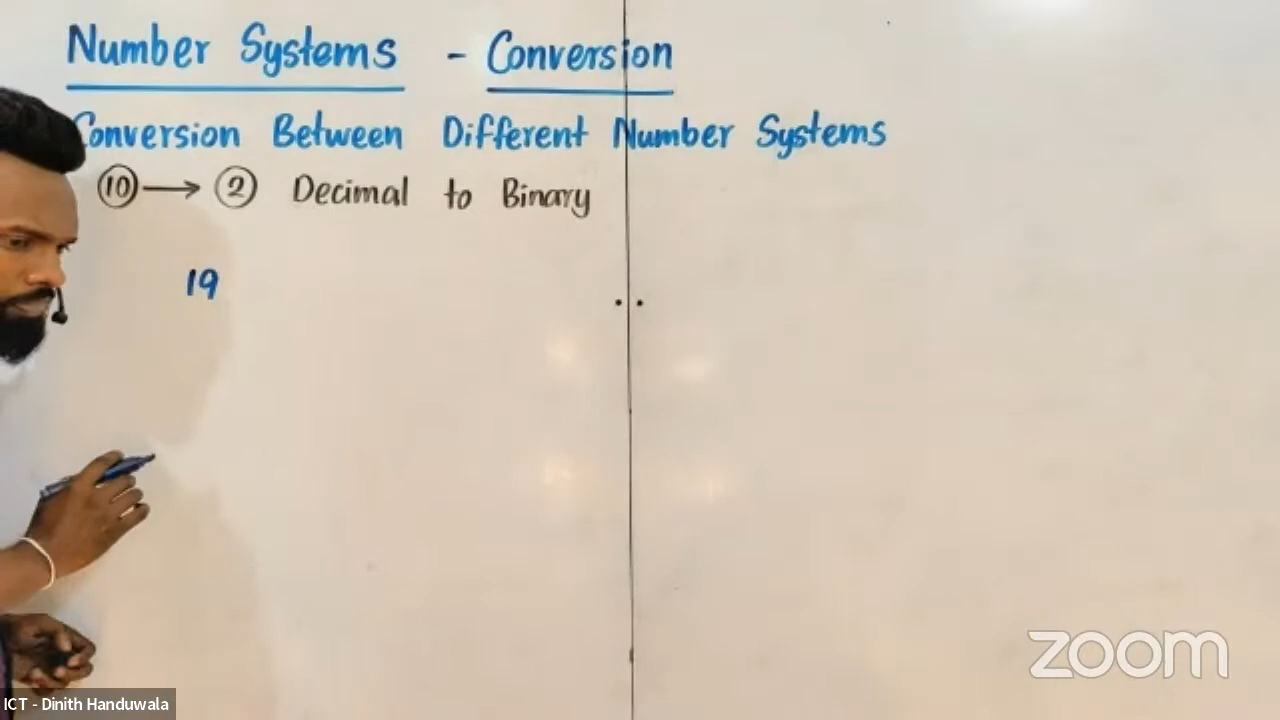 Number Systems - Conversion
Conversion Between Different Number Systems
10 → 2 Decimal to Binary
19
zoom
ICT - Dinith Handuwala